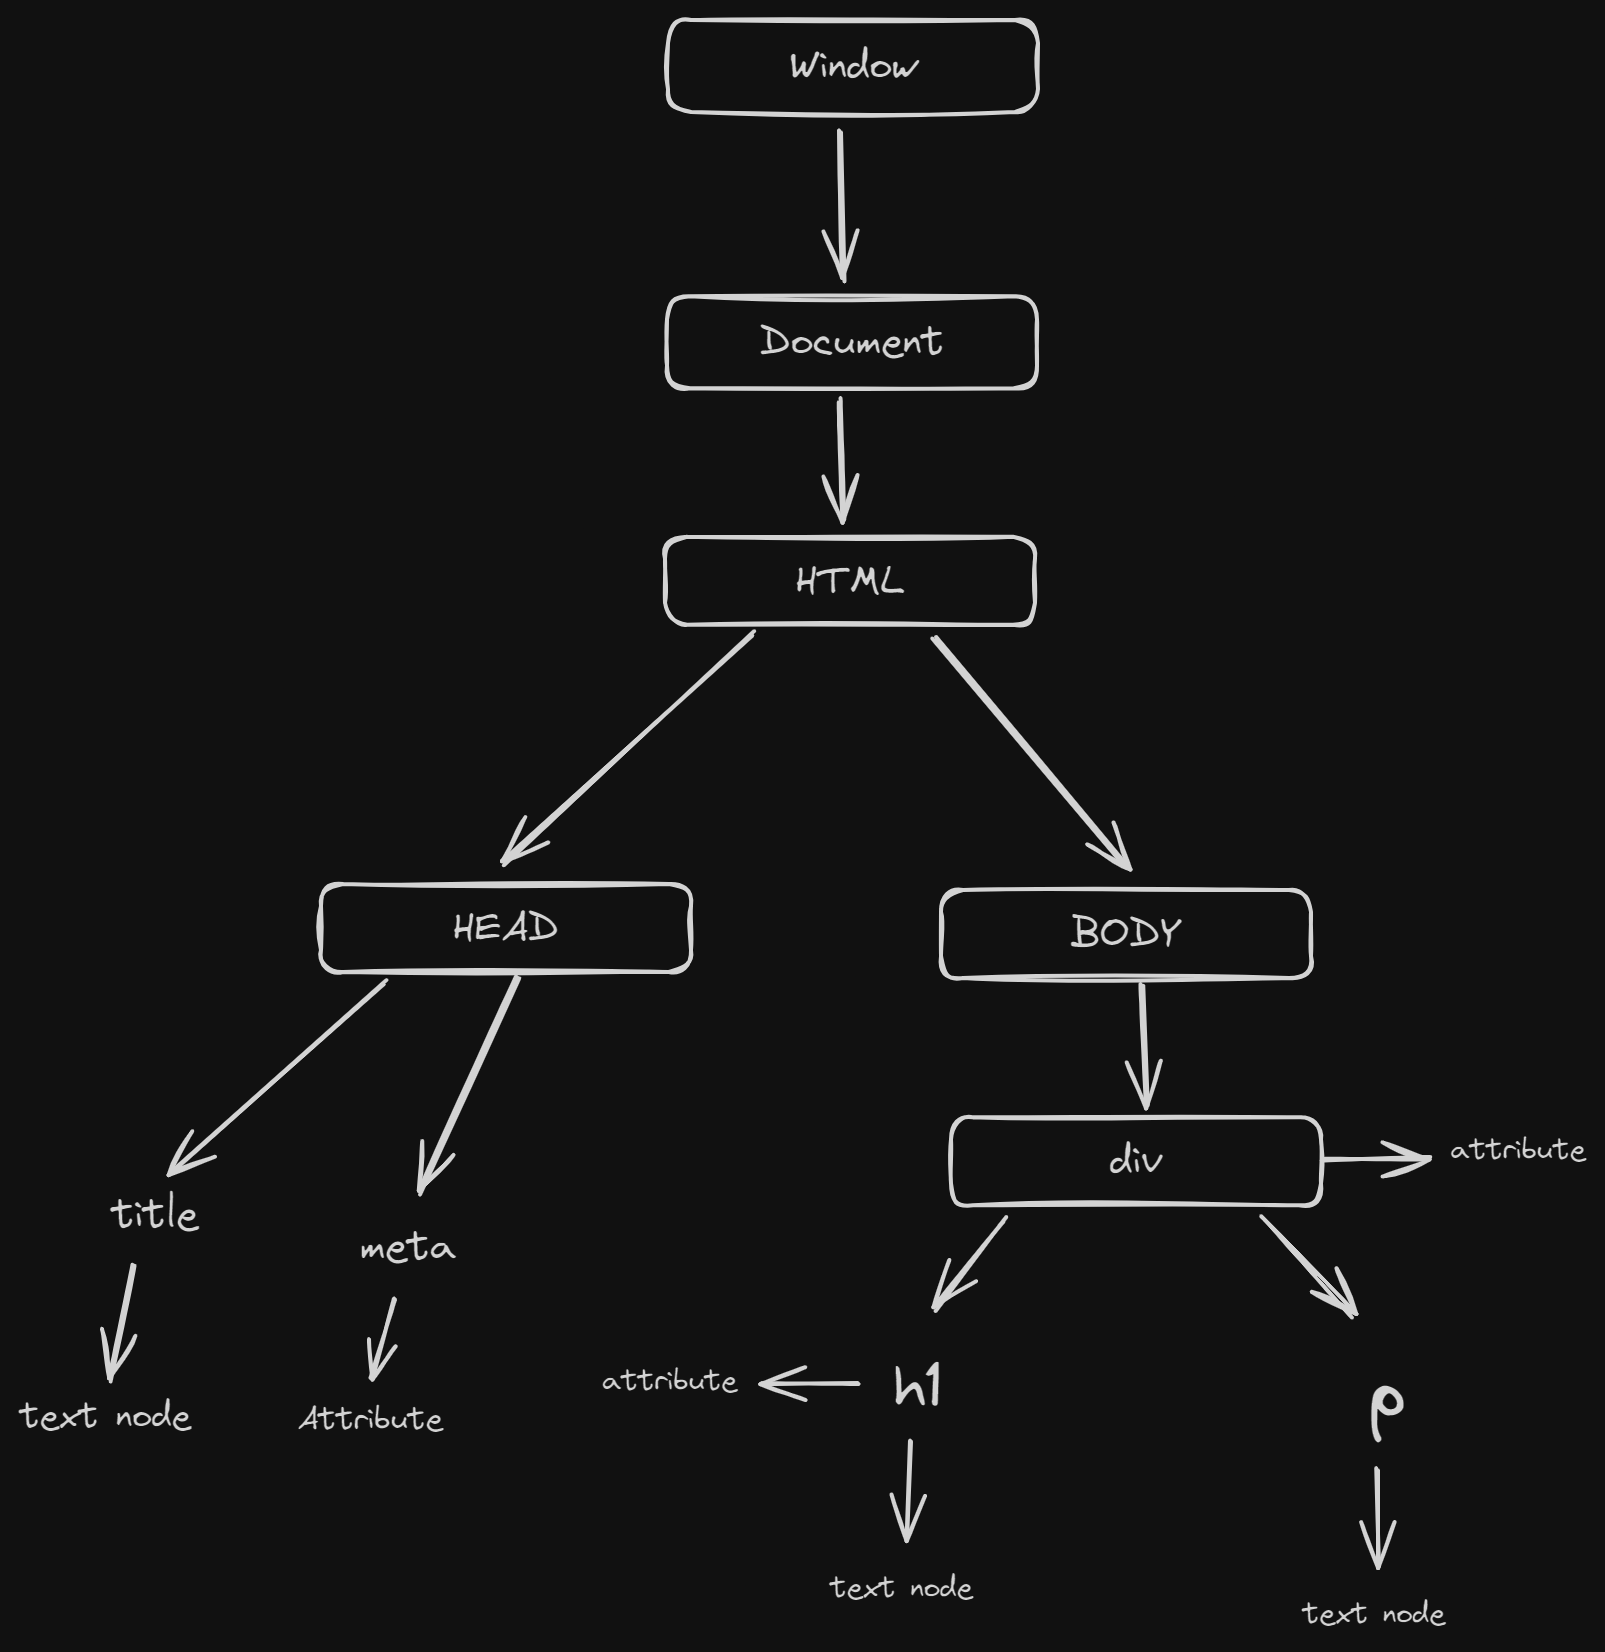 Window
Document
HTML
HEAD
BODY
div
attribute
title
meta
attribute
h1
p
text node
Attribute
text node
text node